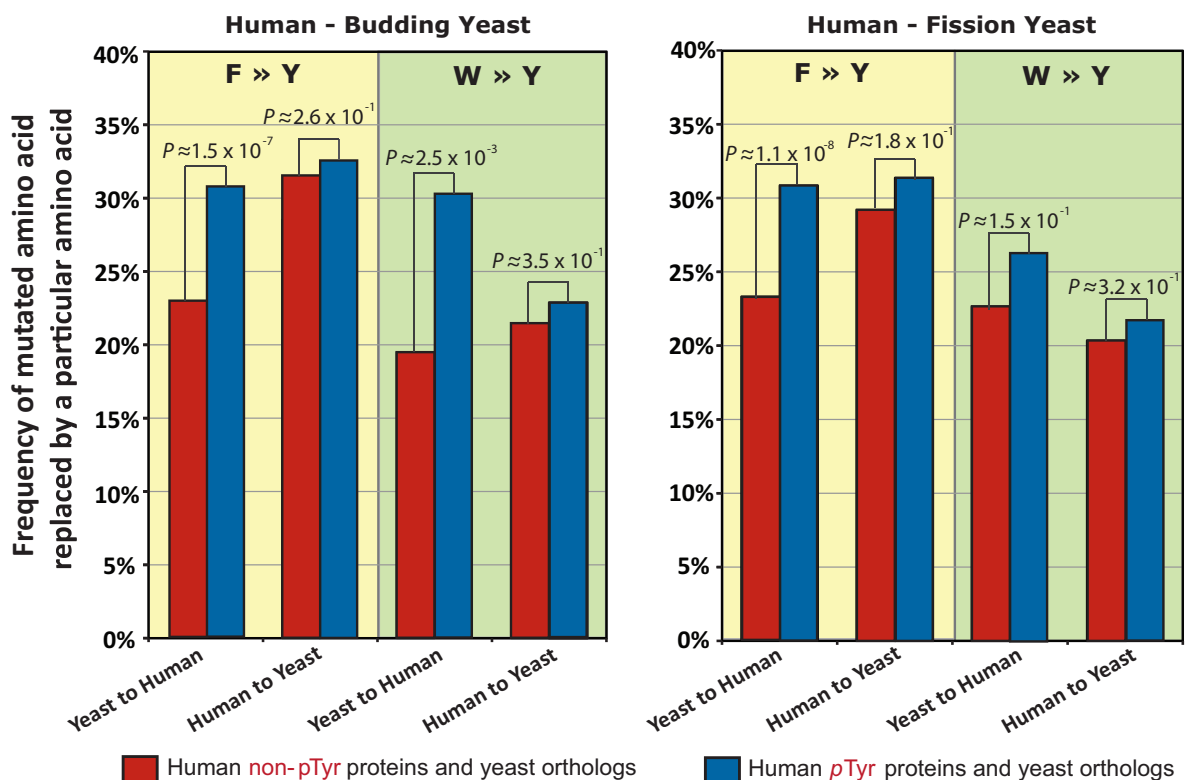 Human - Budding Yeast
Human - Fission Yeast
Frequency of mutated amino acid
replaced by a particular amino acid
40%
35%
30%
25%
20%
15%
10%
5%
0%
F » Y
W » Y
P ≈ 1.5 x 10⁻⁷
P ≈ 2.6 x 10⁻¹
P ≈ 2.5 x 10⁻³
P ≈ 3.5 x 10⁻¹
Yeast to Human
Human to Yeast
Yeast to Human
Human to Yeast
40%
35%
30%
25%
20%
15%
10%
5%
0%
F » Y
W » Y
P ≈ 1.1 x 10⁻⁸
P ≈ 1.8 x 10⁻¹
P ≈ 1.5 x 10⁻¹
P ≈ 3.2 x 10⁻¹
Yeast to Human
Human to Yeast
Yeast to Human
Human to Yeast
Human non-pTyr proteins and yeast orthologs
Human pTyr proteins and yeast orthologs